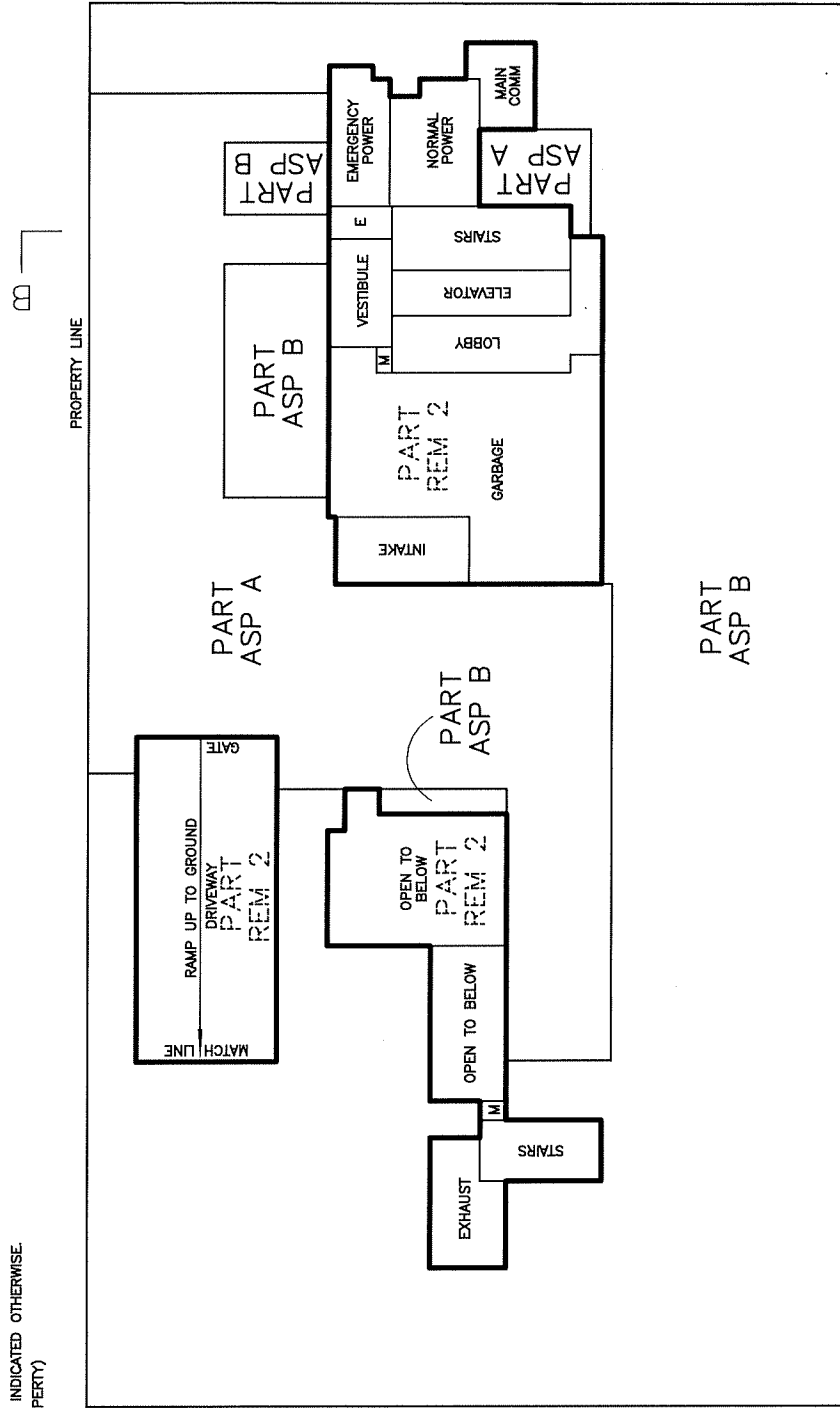 INDICATED OTHERWISE.
PERTY)
B
PROPERTY LINE
MATCH LINE
RAMP UP TO GROUND
DRIVEWAY
PART
REM 2
GATE
PART
ASP A
PART
ASP B
PART
ASP B
EXHAUST
STAIRS
M
OPEN TO BELOW
OPEN TO
BELOW
PART
REM 2
PART
ASP B
INTAKE
PART
REM 2
GARBAGE
M
VESTIBULE
E
LOBBY
ELEVATOR
STAIRS
EMERGENCY
POWER
NORMAL
POWER
MAIN
COMM
PART
ASP A
PART
ASP B